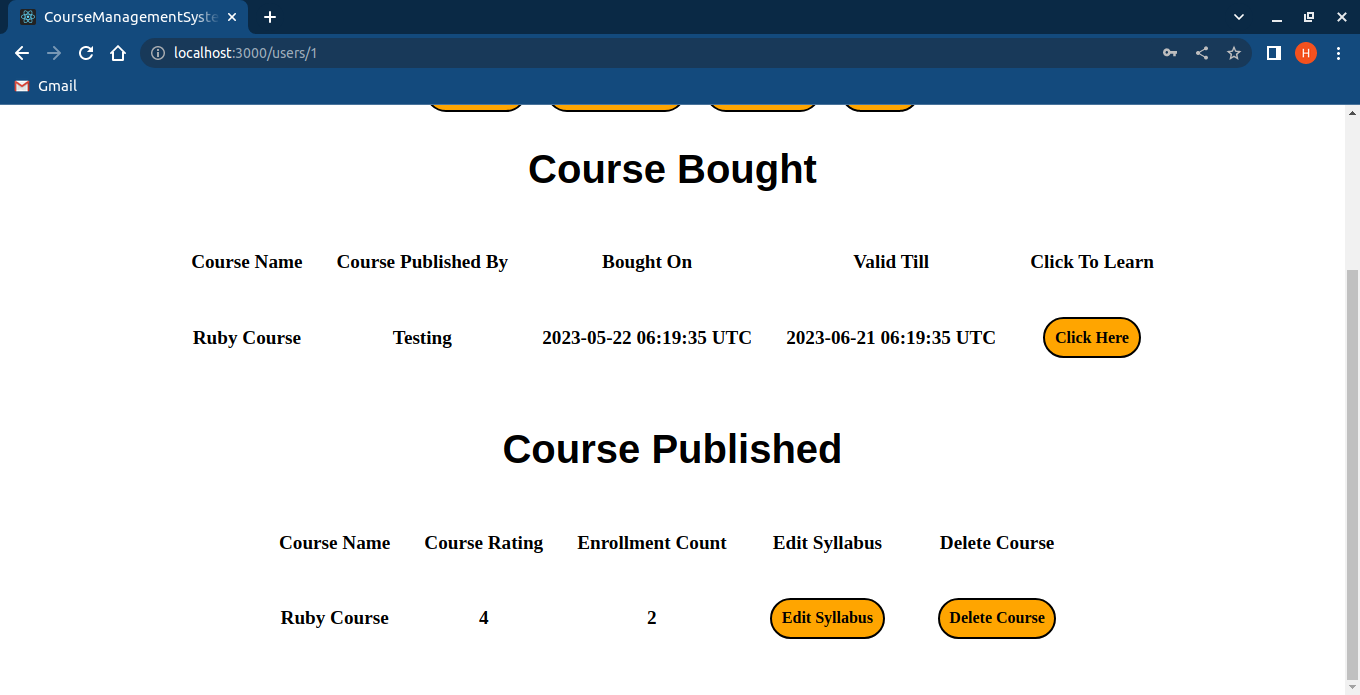 CourseManagementSyste
localhost:3000/users/1
H
Gmail
Course Bought
Course Name Course Published By Bought On Valid Till Click To Learn
Ruby Course Testing 2023-05-22 06:19:35 UTC 2023-06-21 06:19:35 UTC Click Here
Course Published
Course Name Course Rating Enrollment Count Edit Syllabus Delete Course
Ruby Course 4 2 Edit Syllabus Delete Course